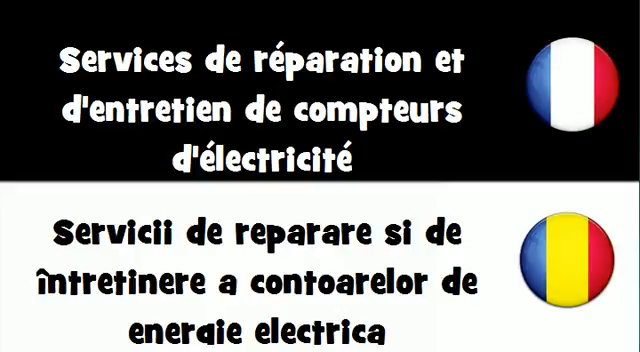 Services de réparation et
d'entretien de compteurs
d'électricité
Servicii de reparare si de
întretinere a contoarelor de
energie electrica